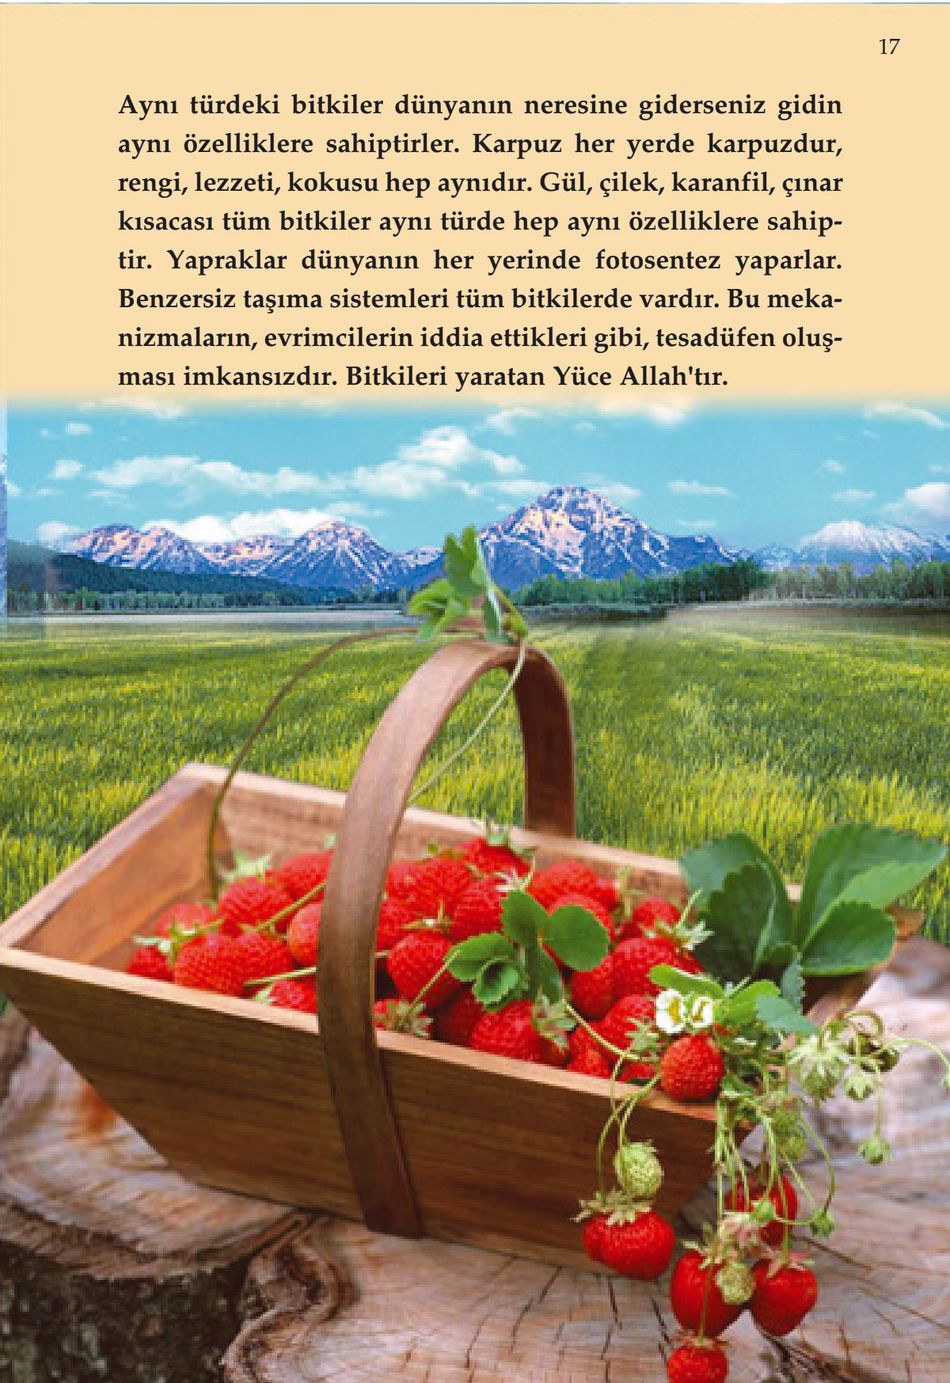 17
Aynı türdeki bitkiler dünyanın neresine giderseniz gidin
aynı özelliklere sahiptirler. Karpuz her yerde karpuzdur,
rengi, lezzeti, kokusu hep aynıdır. Gül, çilek, karanfil, çınar
kısacası tüm bitkiler aynı türde hep aynı özelliklere sahip-
tir. Yapraklar dünyanın her yerinde fotosentez yaparlar.
Benzersiz taşıma sistemleri tüm bitkilerde vardır. Bu meka-
nizmaların, evrimcilerin iddia ettikleri gibi, tesadüfen oluş-
ması imkansızdır. Bitkileri yaratan Yüce Allah'tır.